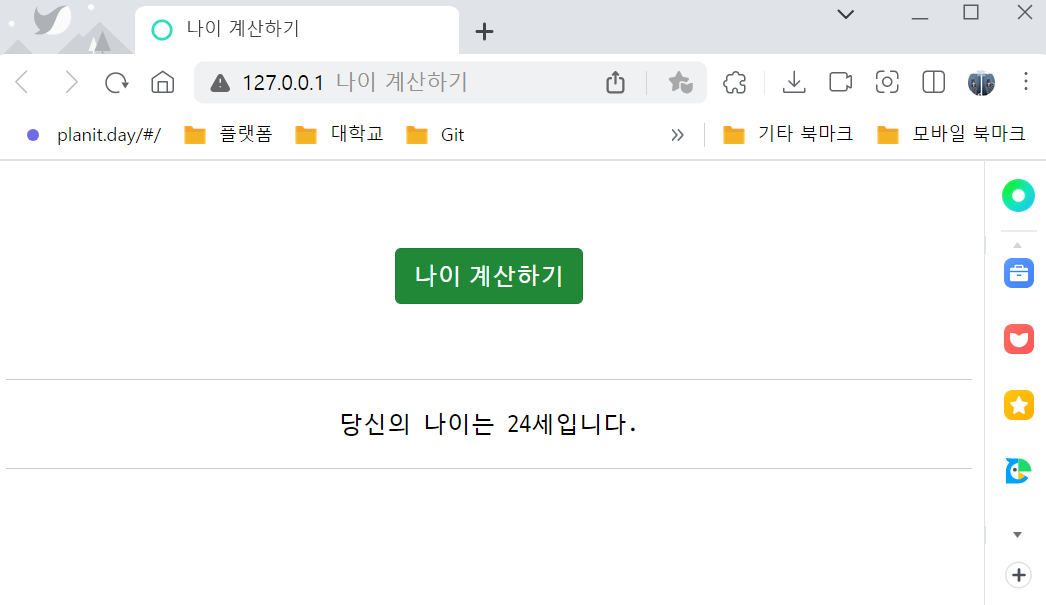 나이 계산하기
127.0.0.1 나이 계산하기
planit.day/#/ 플랫폼 대학교 Git » 기타 북마크 모바일 북마크
나이 계산하기
당신의 나이는 24세입니다.